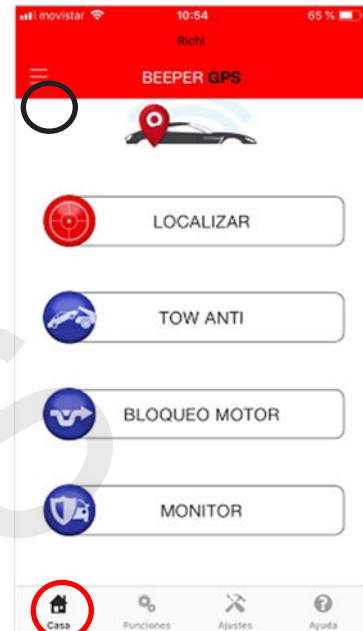 movistar 10:54 65 %
Richi
BEEPER GPS
LOCALIZAR
TOW ANTI
BLOQUEO MOTOR
MONITOR
Casa Funciones Ajustes Ayuda